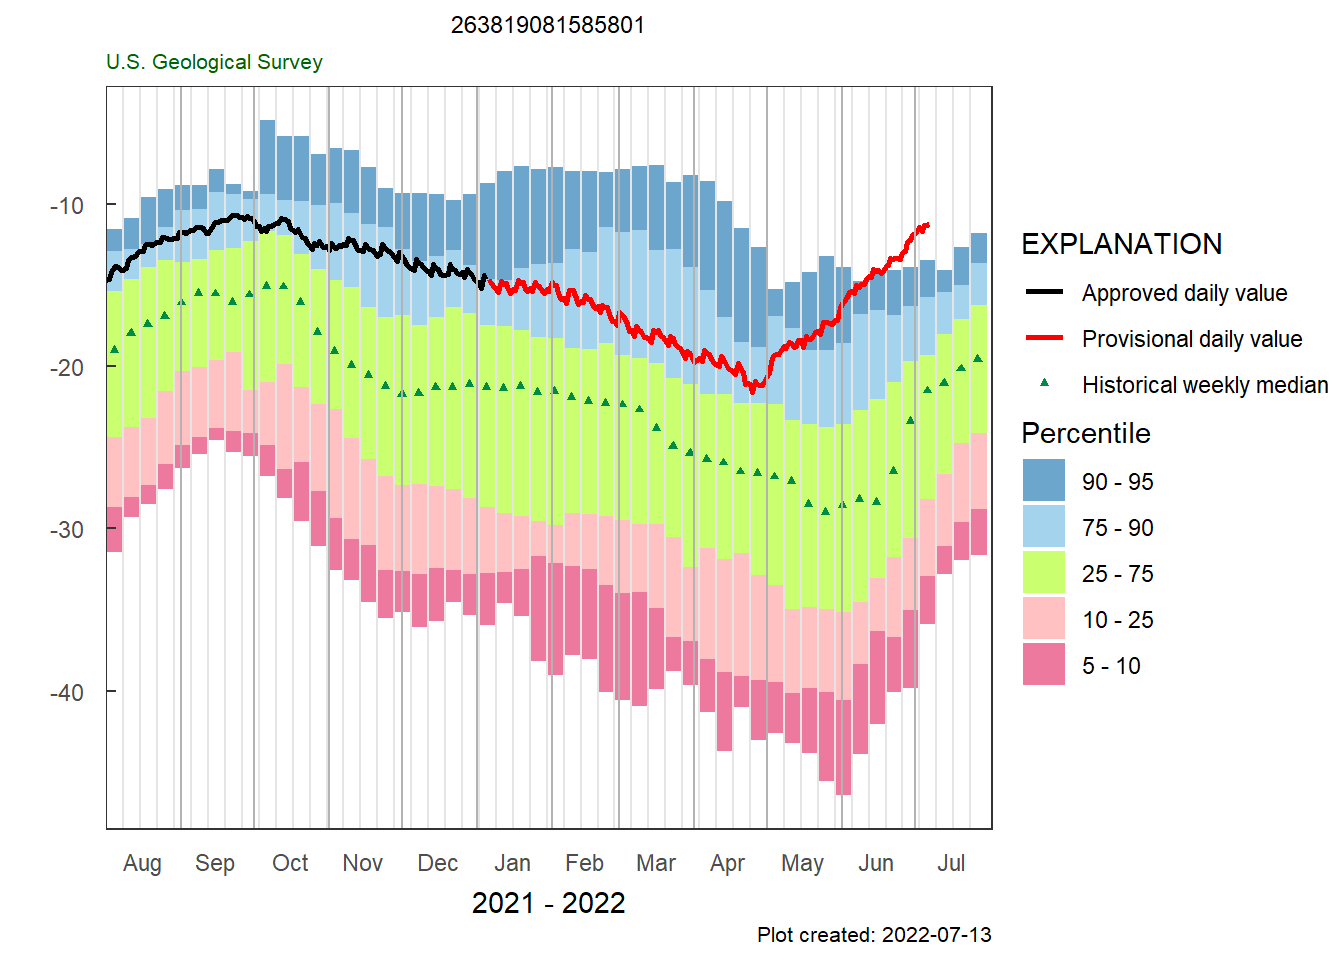 263819081585801
U.S. Geological Survey
-10
-20
-30
-40
Aug Sep Oct Nov Dec Jan Feb Mar Apr May Jun Jul
2021 - 2022
Plot created: 2022-07-13
EXPLANATION
Approved daily value
Provisional daily value
Historical weekly median
Percentile
90 - 95
75 - 90
25 - 75
10 - 25
5 - 10